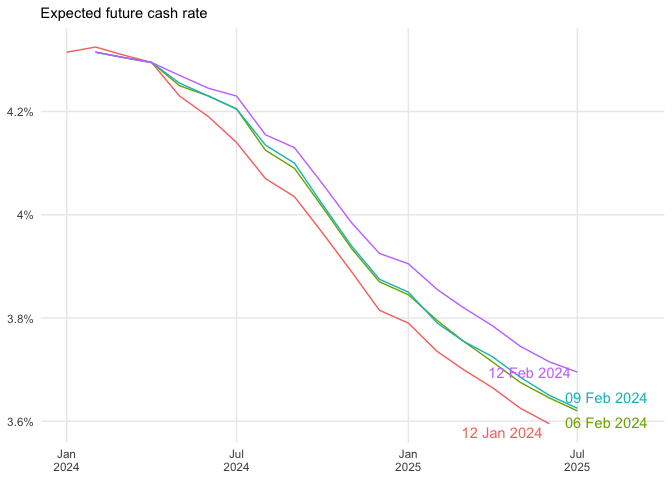 Expected future cash rate
4.2%
4%
3.8%
3.6%
12 Feb 2024
09 Feb 2024
06 Feb 2024
12 Jan 2024
Jan
2024
Jul
2024
Jan
2025
Jul
2025